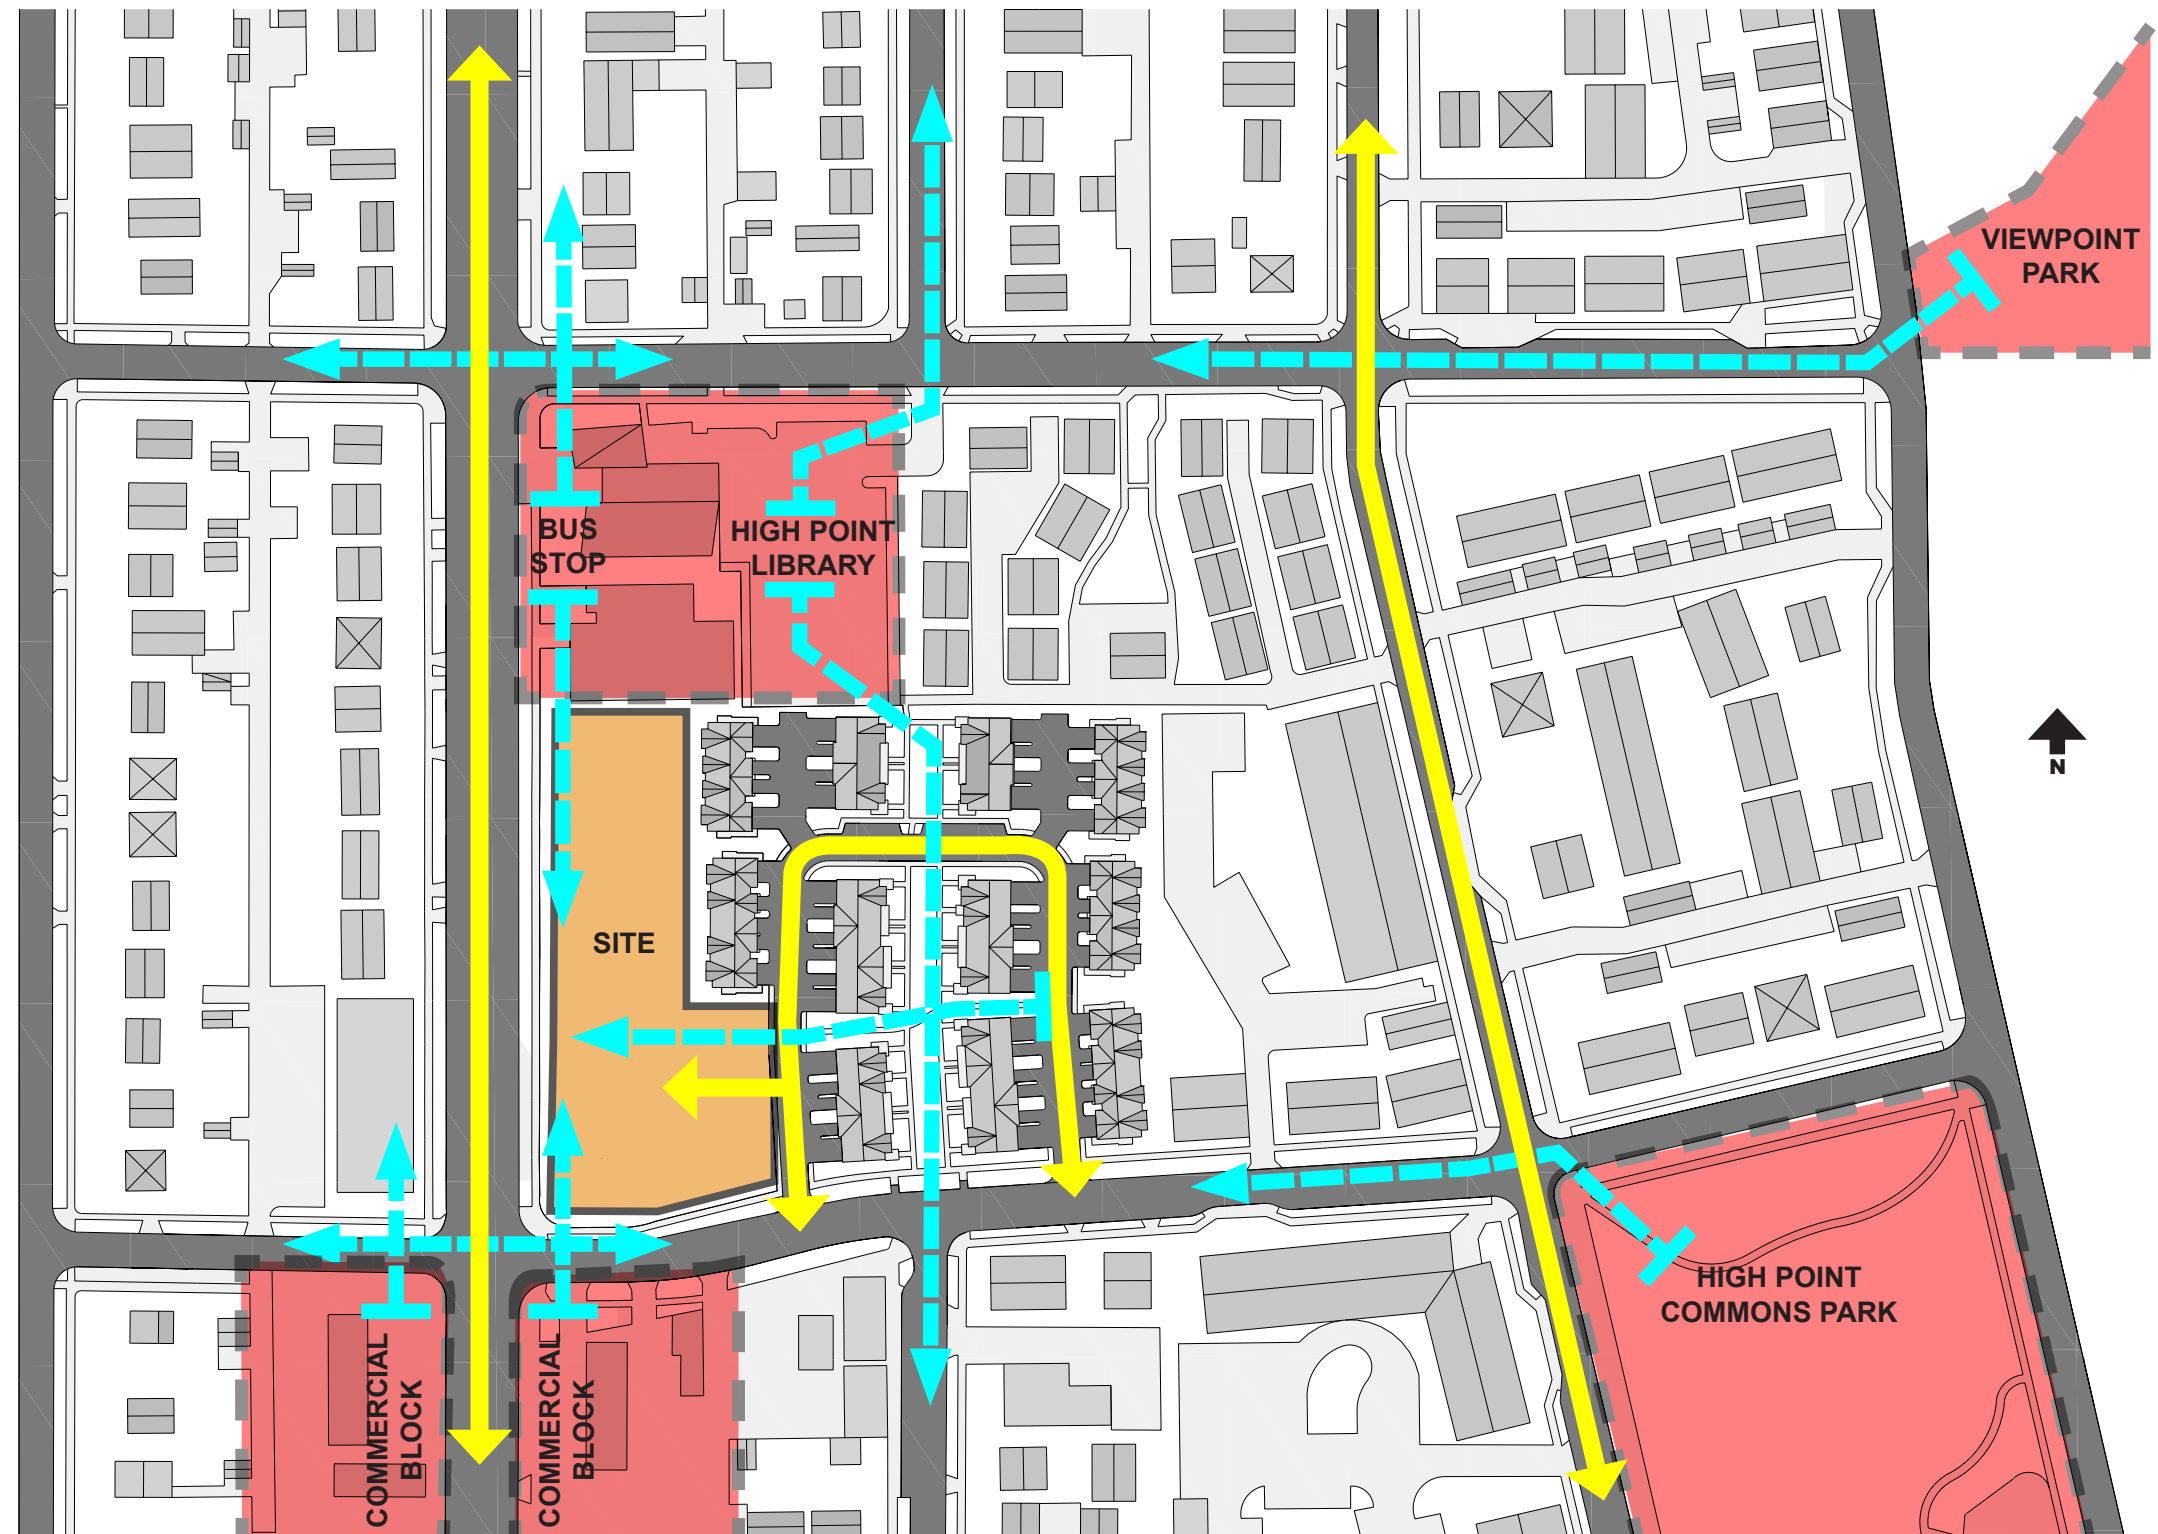 VIEWPOINT
PARK
BUS
STOP
HIGH POINT
LIBRARY
N
SITE
HIGH POINT
COMMONS PARK
COMMERCIAL
BLOCK
COMMERCIAL
BLOCK